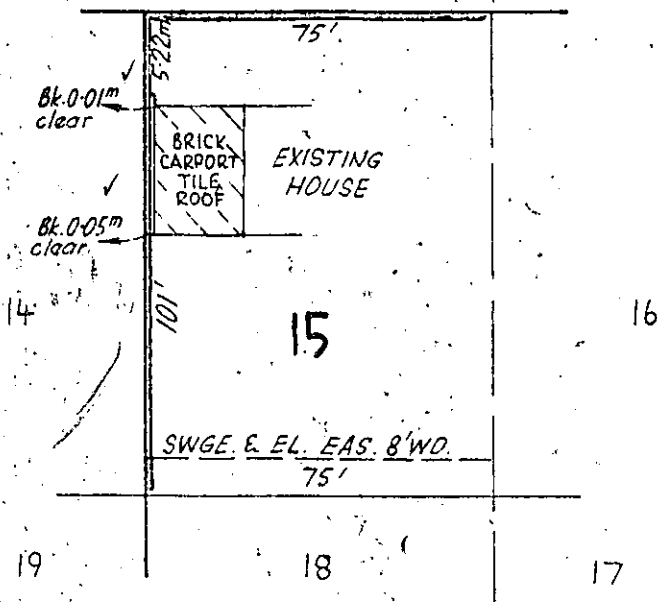 75'.
5·22m
Bk.0·01m
clear
BRICK
CARPORT
TILE
ROOF
EXISTING
HOUSE
Bk.0·05m
clear
14
101'
15
16
SWGE. & EL. EAS. 8'WD.
75'
19
18
17